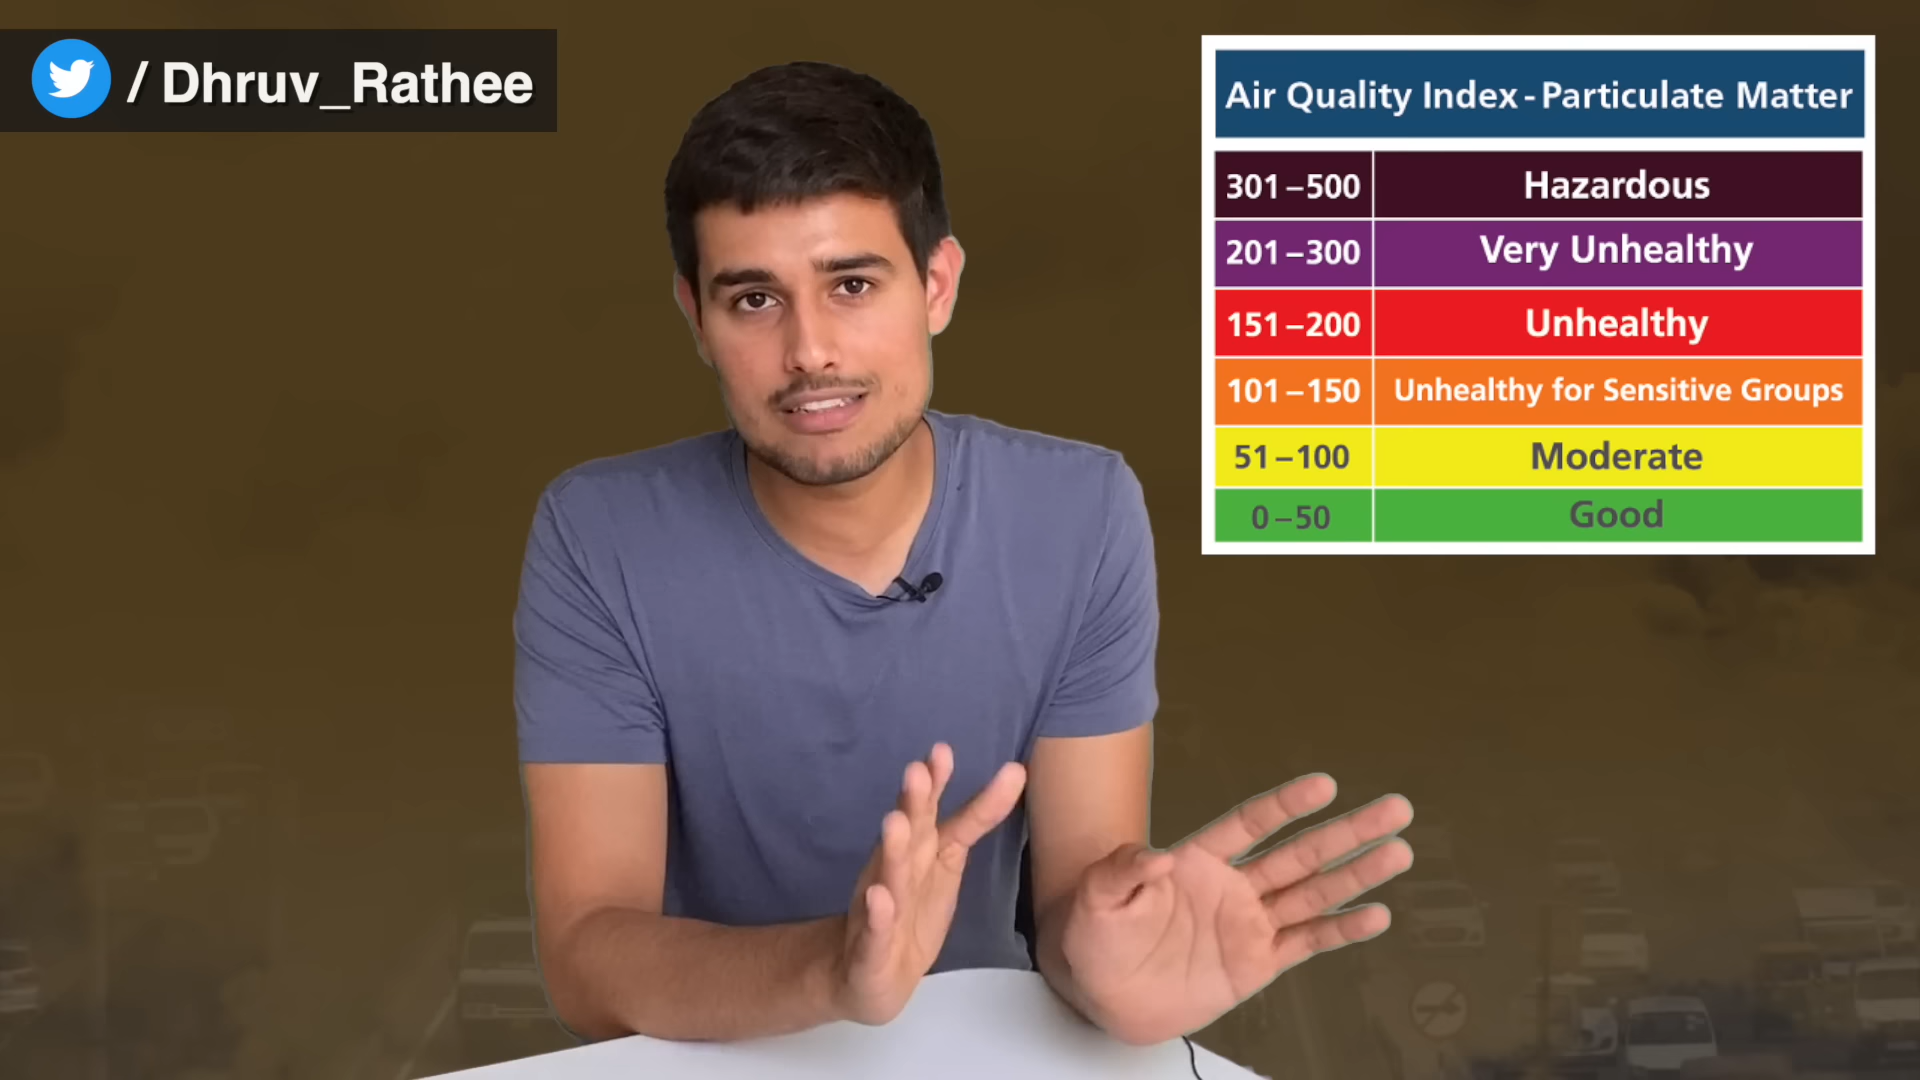 / Dhruv_Rathee
Air Quality Index - Particulate Matter
301 – 500 Hazardous
201 – 300 Very Unhealthy
151 – 200 Unhealthy
101 – 150 Unhealthy for Sensitive Groups
51 – 100 Moderate
0 – 50 Good